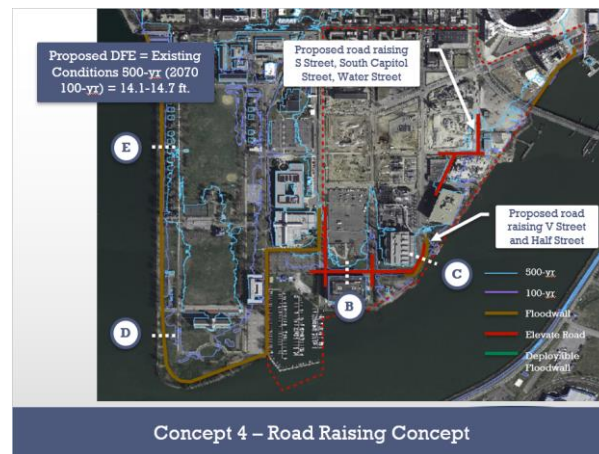 Proposed DFE = Existing
Conditions 500-yr (2070
100-yr) = 14.1-14.7 ft.
Proposed road raising
S Street, South Capitol
Street, Water Street
E
Proposed road
raising V Street
and Half Street
C
B
D
500-yr
100-yr
Floodwall
Elevate Road
Deployable
Floodwall
Concept 4 – Road Raising Concept